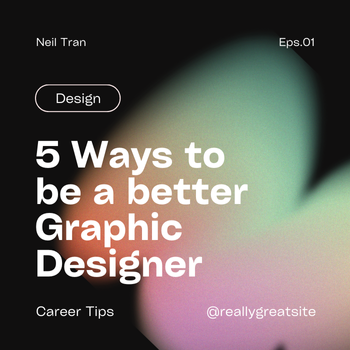 Neil Tran
Eps.01
Design
5 Ways to
be a better
Graphic
Designer
Career Tips
@reallygreatsite